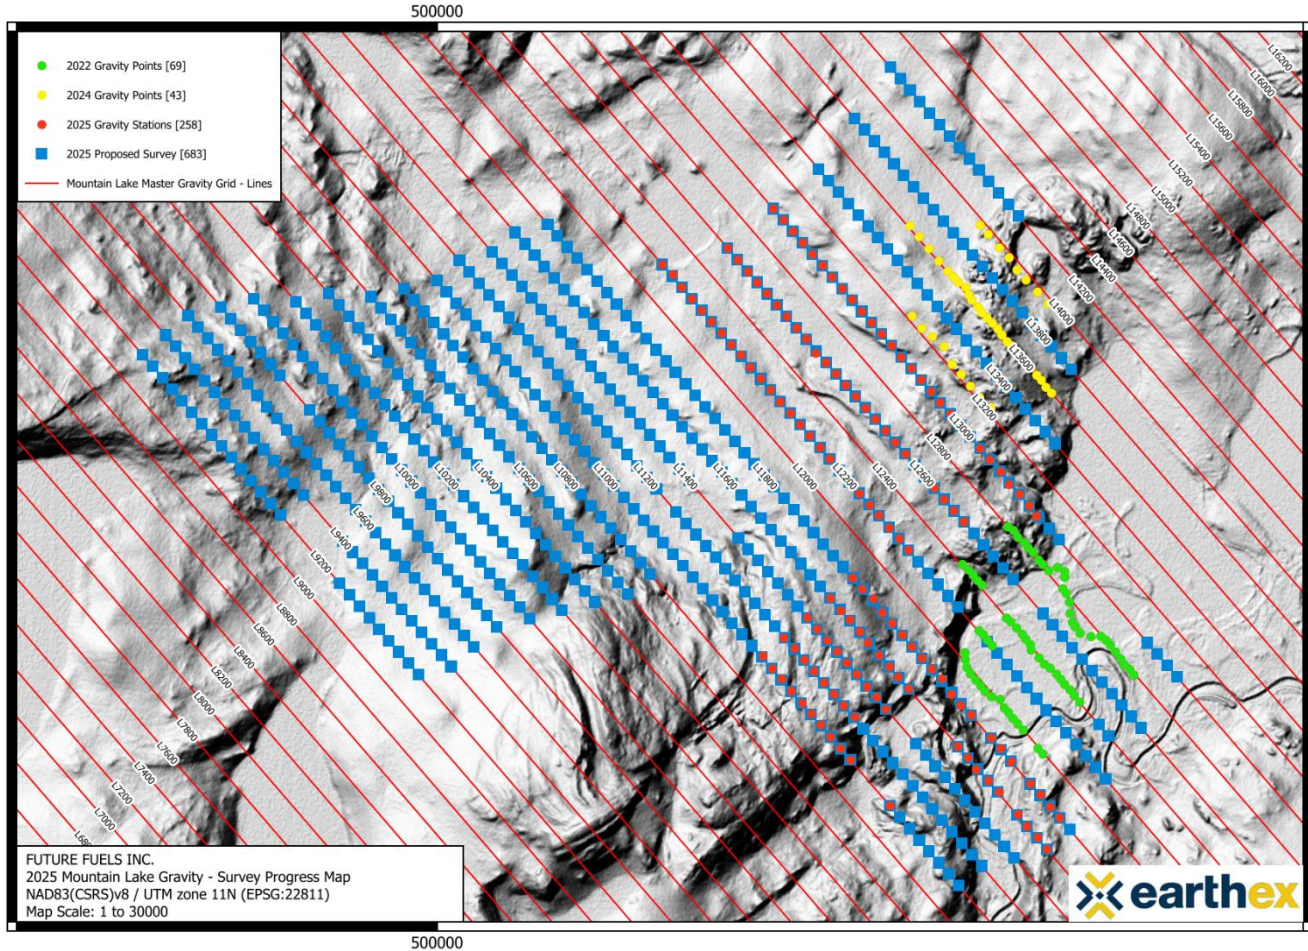 500000
2022 Gravity Points [69]
2024 Gravity Points [43]
2025 Gravity Stations [258]
2025 Proposed Survey [683]
Mountain Lake Master Gravity Grid - Lines
L16200
L16000
L15800
L15600
L15400
L15200
L15000
L14800
L14600
L14400
L14200
L14000
L13800
L13600
L13400
L13200
L13000
L12800
L12600
L12400
L12200
L12000
L11800
L11600
L11400
L11200
L11000
L10800
L10600
L10400
L10200
L10000
L9800
L9600
L9400
L9200
L9000
L8800
L8600
L8400
L8200
L8000
L7800
L7600
L7400
L7200
L7000
FUTURE FUELS INC.
2025 Mountain Lake Gravity - Survey Progress Map
NAD83(CSRS)v8 / UTM zone 11N (EPSG:22811)
Map Scale: 1 to 30000
earthex
500000